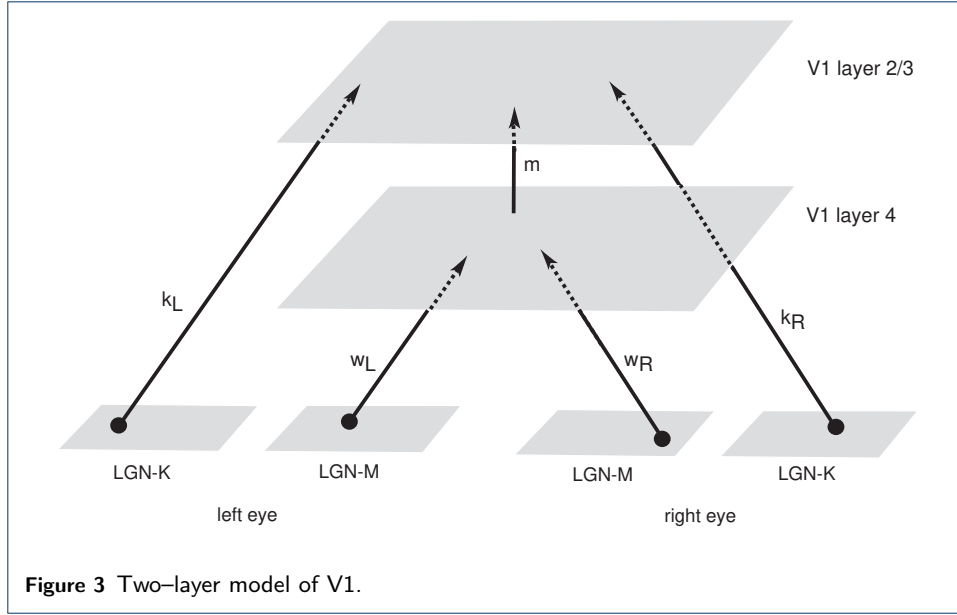 V1 layer 2/3
m
V1 layer 4
kL
kR
wL
wR
LGN-K
LGN-M
LGN-M
LGN-K
left eye
right eye
Figure 3 Two–layer model of V1.